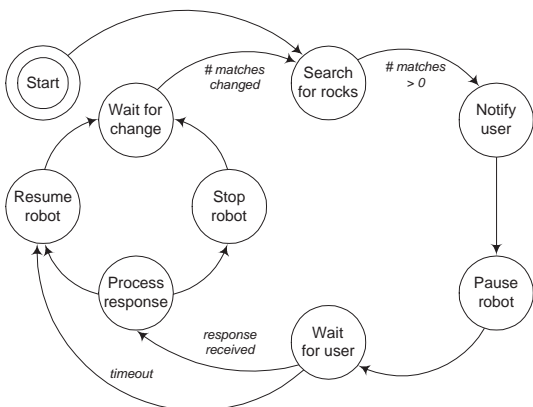 Start
Wait for
change
# matches
changed
Search
for rocks
# matches
> 0
Notify
user
Resume
robot
Stop
robot
Process
response
Pause
robot
Wait
for user
response
received
timeout